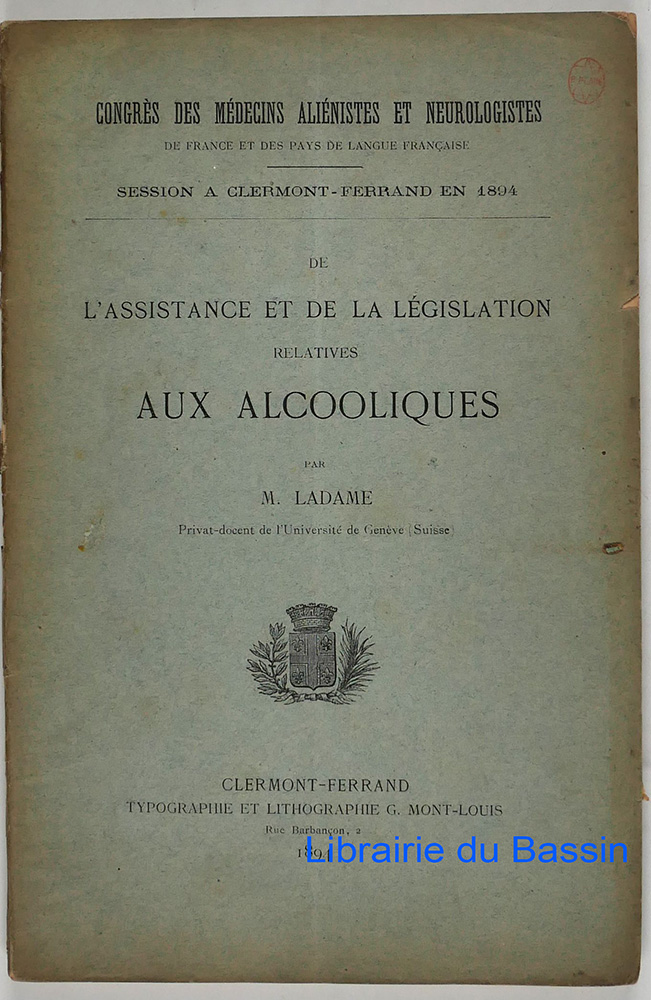 CONGRÈS DES MÉDECINS ALIÉNISTES ET NEUROLOGISTES
DE FRANCE ET DES PAYS DE LANGUE FRANÇAISE
SESSION A CLERMONT-FERRAND EN 1894
DE
L'ASSISTANCE ET DE LA LÉGISLATION
RELATIVES
AUX ALCOOLIQUES
PAR
M. LADAME
Privat-docent de l'Université de Genève (Suisse)
CLERMONT-FERRAND
TYPOGRAPHIE ET LITHOGRAPHIE G. MONT-LOUIS
Rue Barbançon, 2
1894
Librairie du Bassin